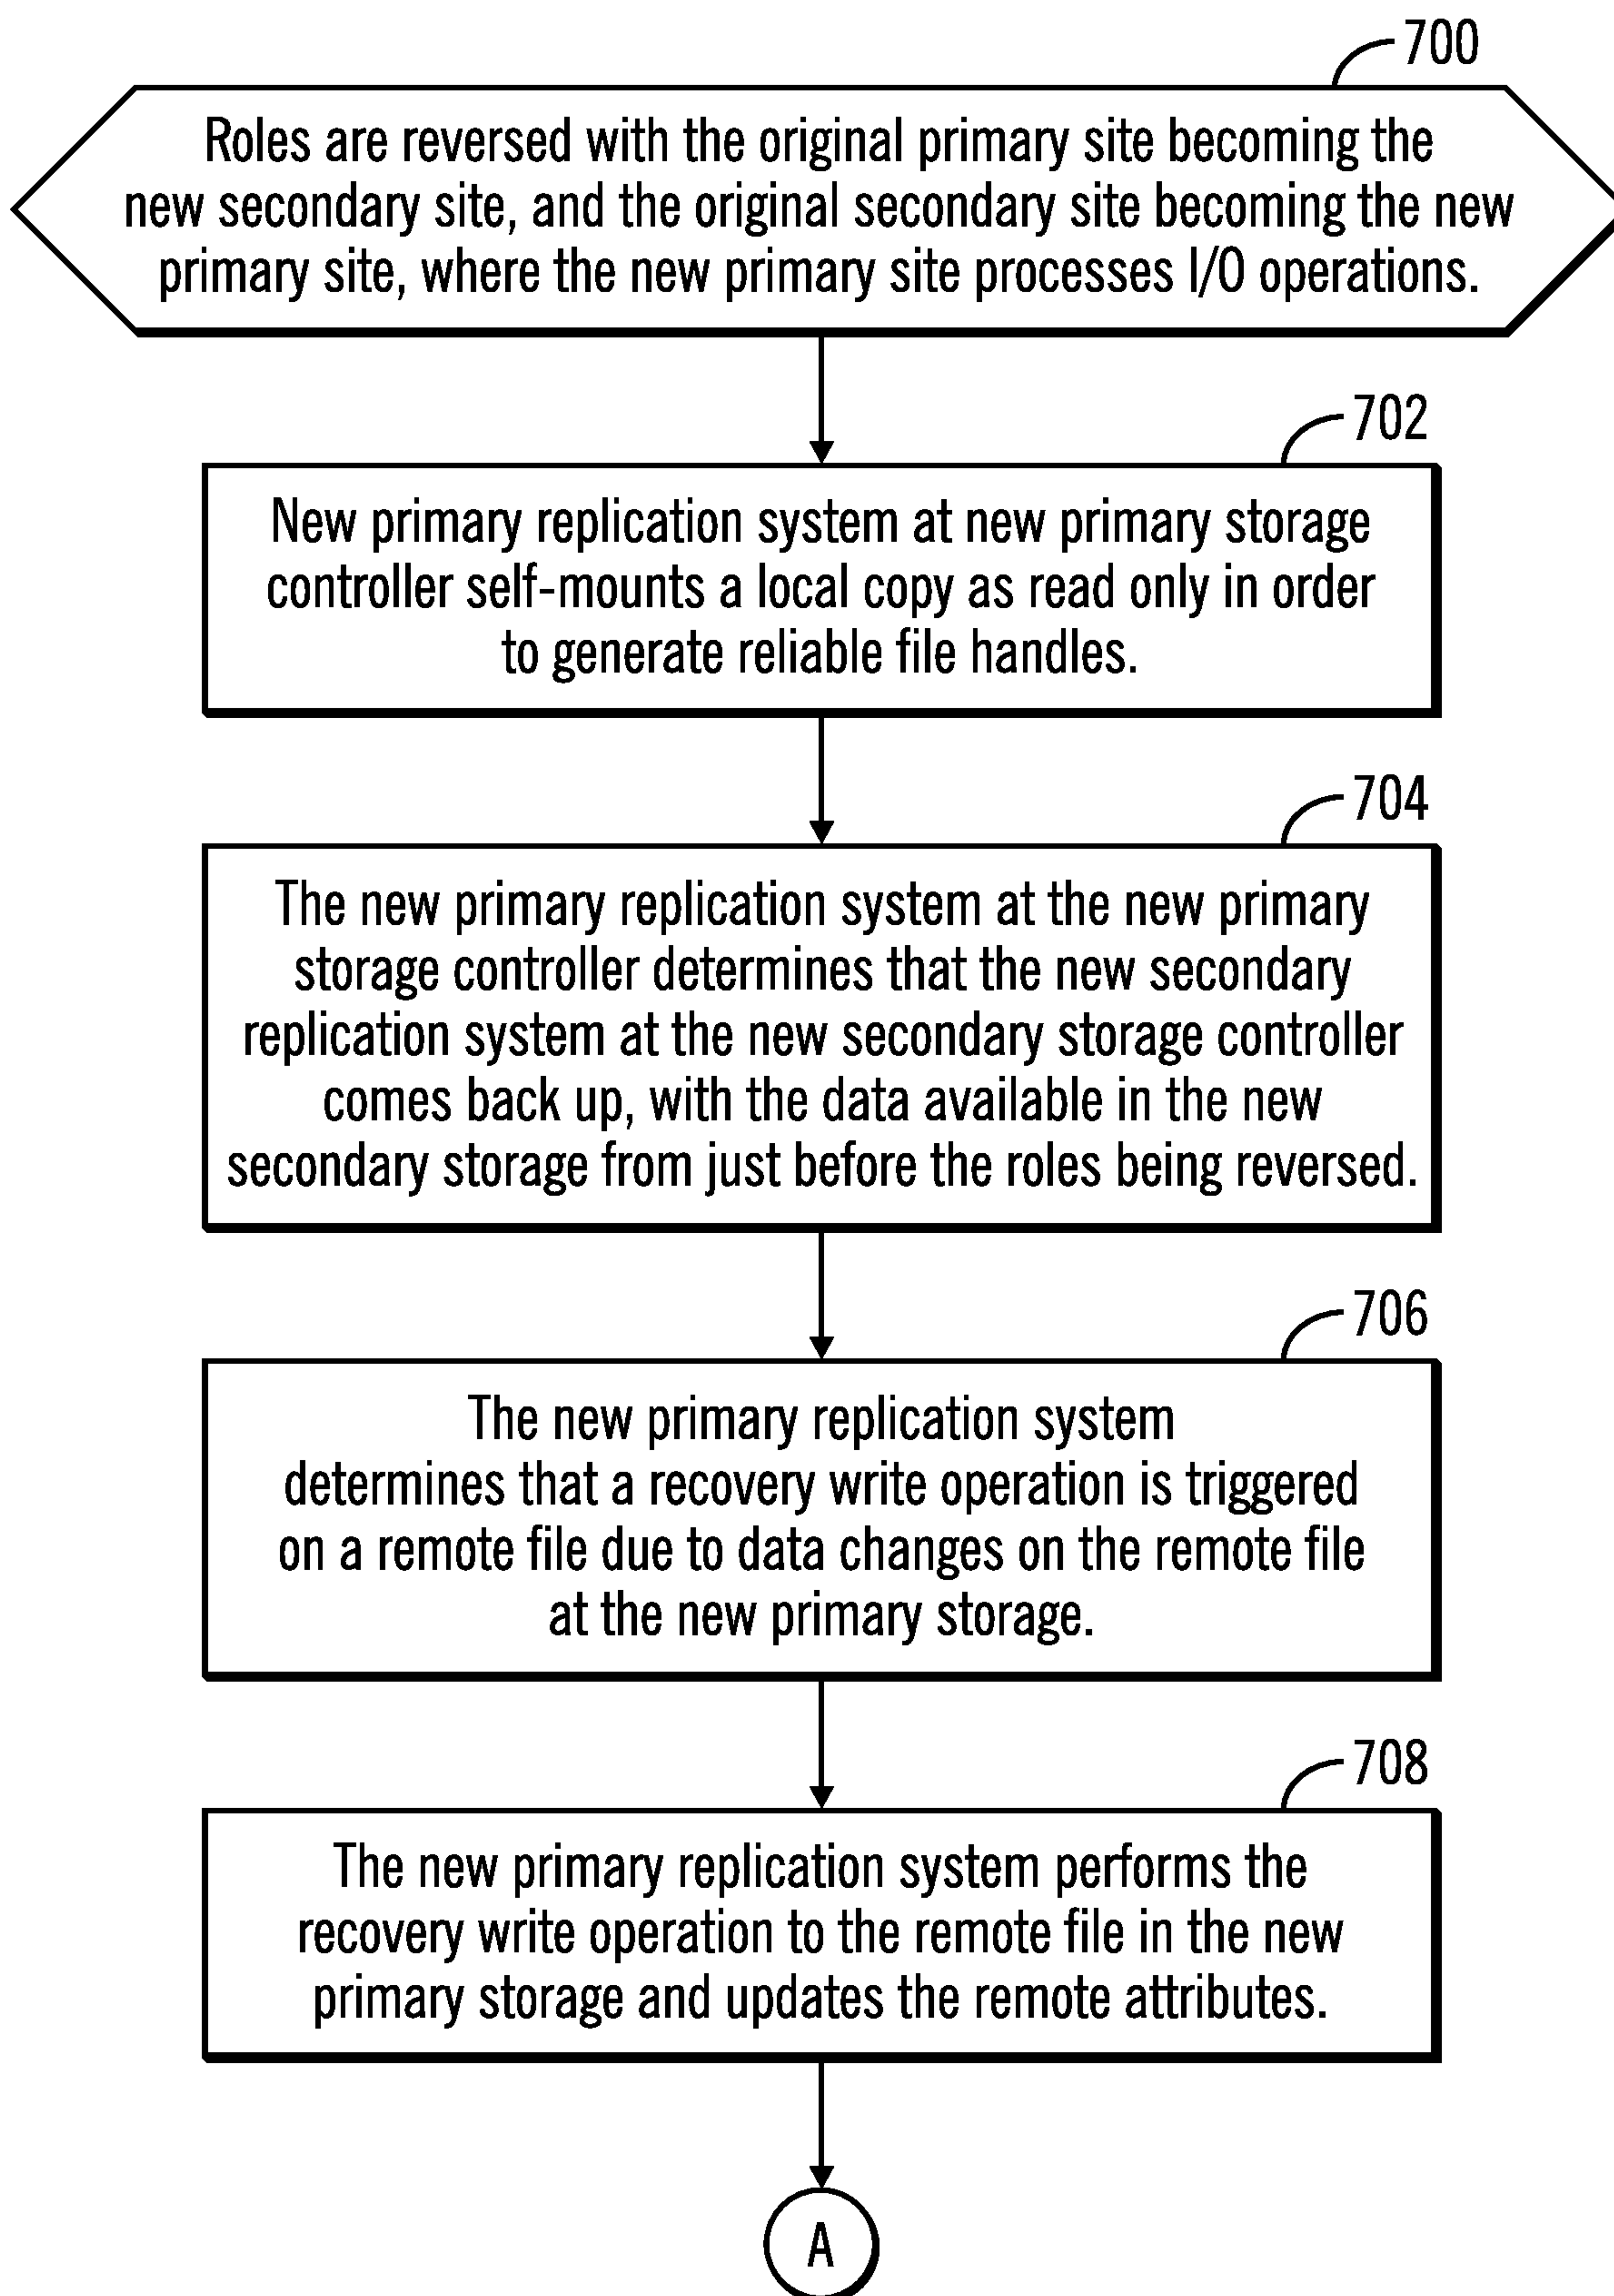 700
Roles are reversed with the original primary site becoming the
new secondary site, and the original secondary site becoming the new
primary site, where the new primary site processes I/O operations.
702
New primary replication system at new primary storage
controller self-mounts a local copy as read only in order
to generate reliable file handles.
704
The new primary replication system at the new primary
storage controller determines that the new secondary
replication system at the new secondary storage controller
comes back up, with the data available in the new
secondary storage from just before the roles being reversed.
706
The new primary replication system
determines that a recovery write operation is triggered
on a remote file due to data changes on the remote file
at the new primary storage.
708
The new primary replication system performs the
recovery write operation to the remote file in the new
primary storage and updates the remote attributes.
A